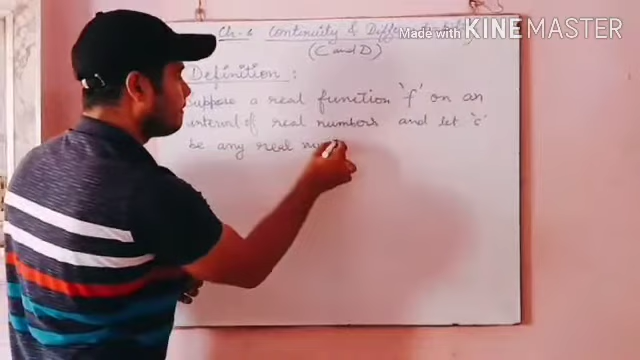 Made with KINEMASTER
Ch-6 Continuity & Differentiability
(C and D)
Definition :
Suppose a real function 'f' on an
interval of real numbers and let 'c'
be any real nu